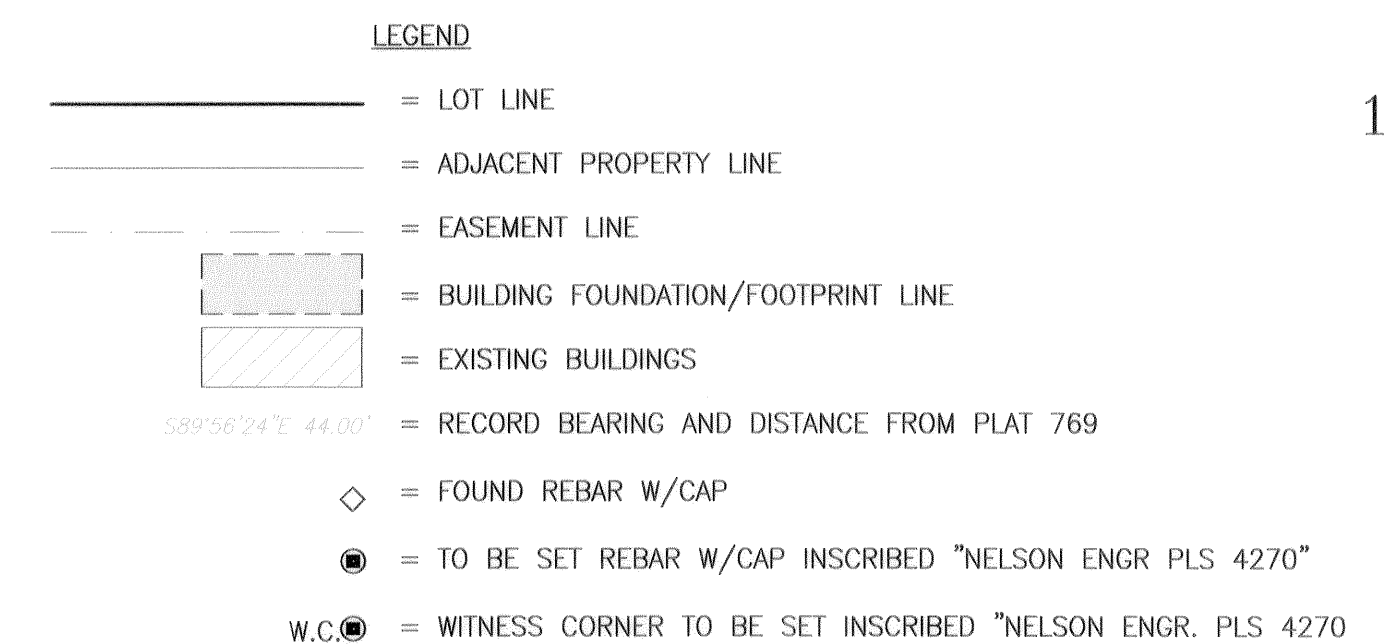 LEGEND
= LOT LINE
1
= ADJACENT PROPERTY LINE
= EASEMENT LINE
= BUILDING FOUNDATION/FOOTPRINT LINE
= EXISTING BUILDINGS
S89°56'24"E 44.00' = RECORD BEARING AND DISTANCE FROM PLAT 769
= FOUND REBAR W/CAP
= TO BE SET REBAR W/CAP INSCRIBED "NELSON ENGR PLS 4270"
W.C. = WITNESS CORNER TO BE SET INSCRIBED "NELSON ENGR. PLS 4270